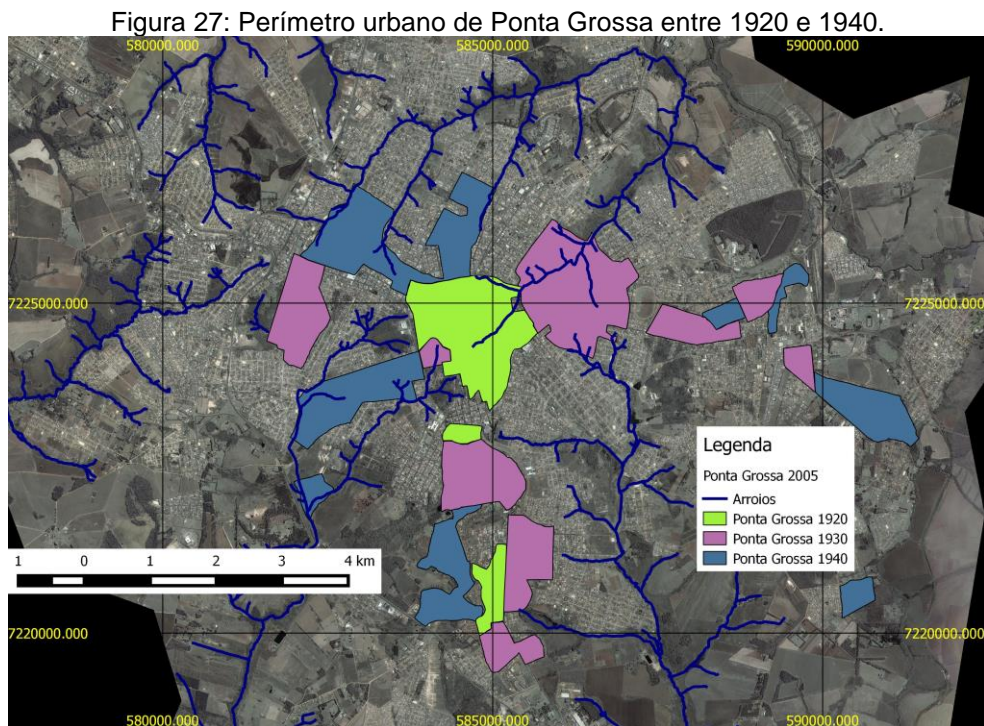 Figura 27: Perímetro urbano de Ponta Grossa entre 1920 e 1940.
580000.000 585000.000 590000.000
7225000.000 7225000.000
Legenda
Ponta Grossa 2005
Arroios
Ponta Grossa 1920
Ponta Grossa 1930
Ponta Grossa 1940
1 0 1 2 3 4 km
7220000.000 7220000.000
580000.000 585000.000 590000.000